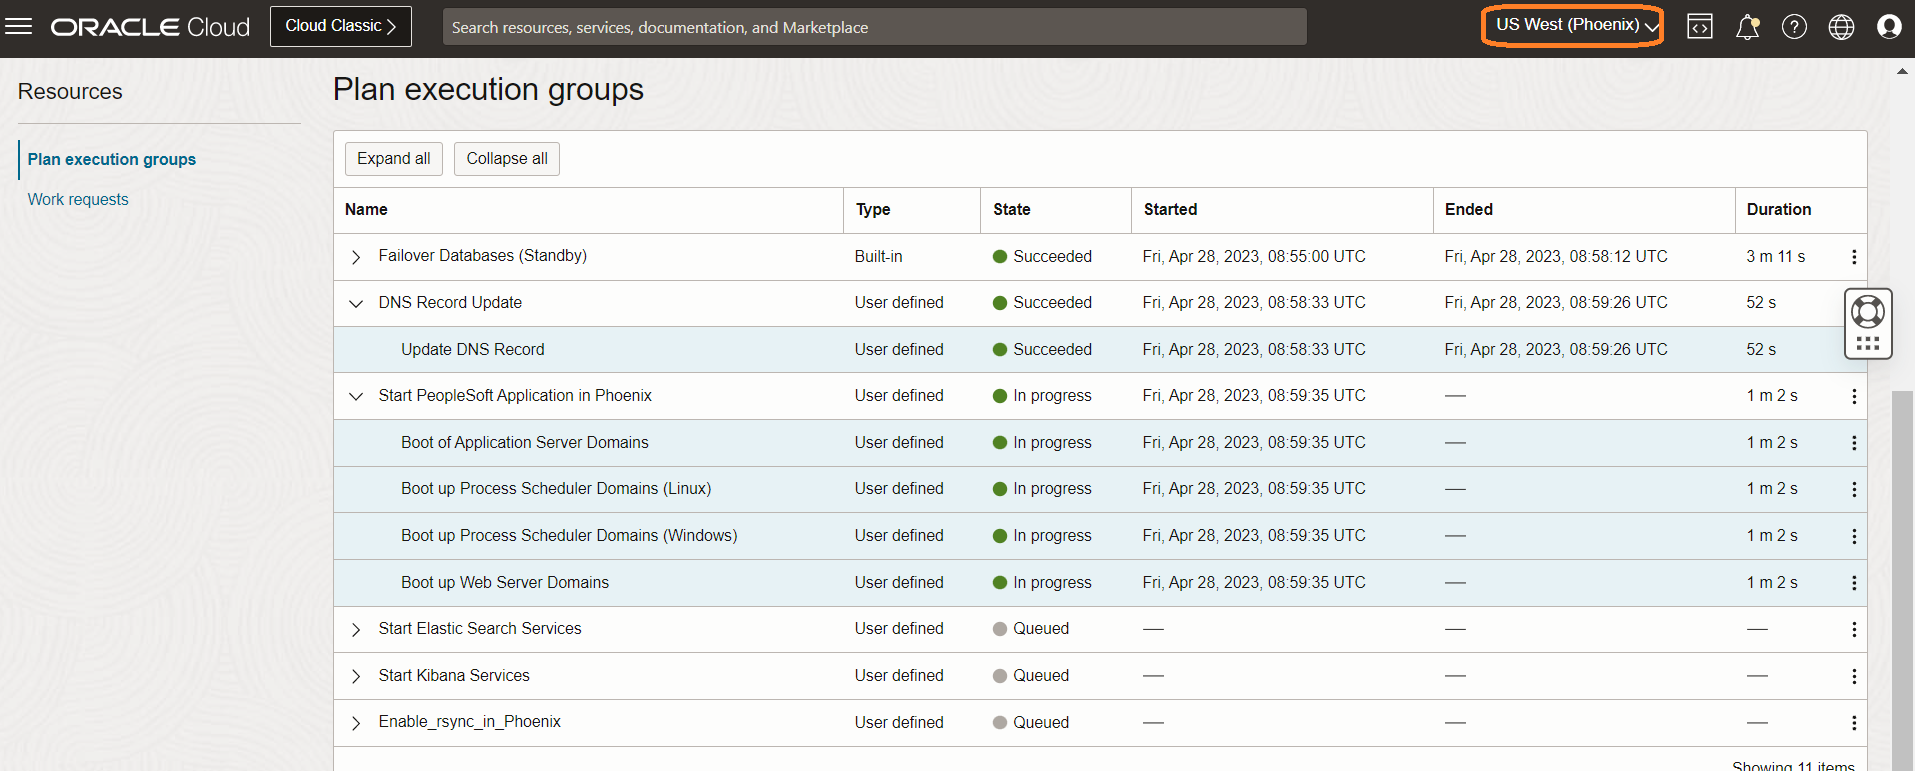 ORACLE Cloud Cloud Classic Search resources, services, documentation, and Marketplace US West (Phoenix)
Resources
Plan execution groups
Work requests
Plan execution groups
Expand all Collapse all
Name Type State Started Ended Duration
Failover Databases (Standby) Built-in Succeeded Fri, Apr 28, 2023, 08:55:00 UTC Fri, Apr 28, 2023, 08:58:12 UTC 3 m 11 s
DNS Record Update User defined Succeeded Fri, Apr 28, 2023, 08:58:33 UTC Fri, Apr 28, 2023, 08:59:26 UTC 52 s
Update DNS Record User defined Succeeded Fri, Apr 28, 2023, 08:58:33 UTC Fri, Apr 28, 2023, 08:59:26 UTC 52 s
Start PeopleSoft Application in Phoenix User defined In progress Fri, Apr 28, 2023, 08:59:35 UTC — 1 m 2 s
Boot of Application Server Domains User defined In progress Fri, Apr 28, 2023, 08:59:35 UTC — 1 m 2 s
Boot up Process Scheduler Domains (Linux) User defined In progress Fri, Apr 28, 2023, 08:59:35 UTC — 1 m 2 s
Boot up Process Scheduler Domains (Windows) User defined In progress Fri, Apr 28, 2023, 08:59:35 UTC — 1 m 2 s
Boot up Web Server Domains User defined In progress Fri, Apr 28, 2023, 08:59:35 UTC — 1 m 2 s
Start Elastic Search Services User defined Queued — — —
Start Kibana Services User defined Queued — — —
Enable_rsync_in_Phoenix User defined Queued — — —
Showing 11 items